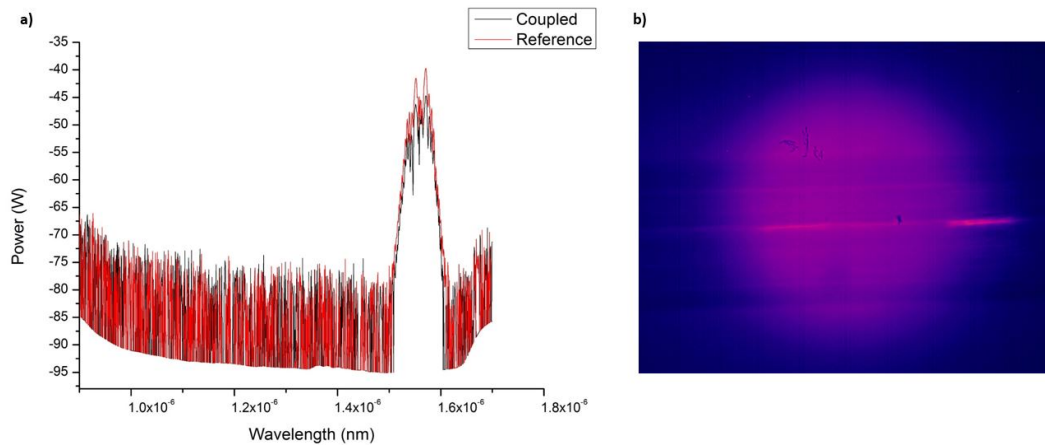 a)
b)
Coupled
Reference
-35
-40
-45
-50
-55
-60
-65
-70
-75
-80
-85
-90
-95
Power (W)
1.0x10-6
1.2x10-6
1.4x10-6
1.6x10-6
1.8x10-6
Wavelength (nm)